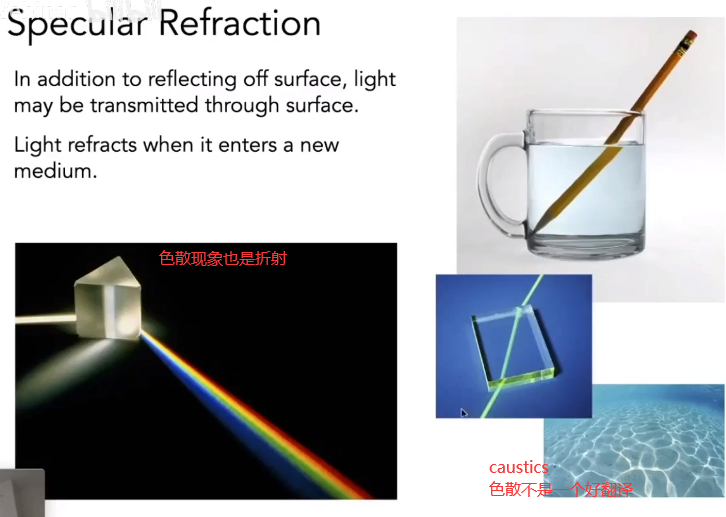 Specular Refraction
In addition to reflecting off surface, light
may be transmitted through surface.
Light refracts when it enters a new
medium.
色散现象也是折射
caustics
色散不是一个好翻译